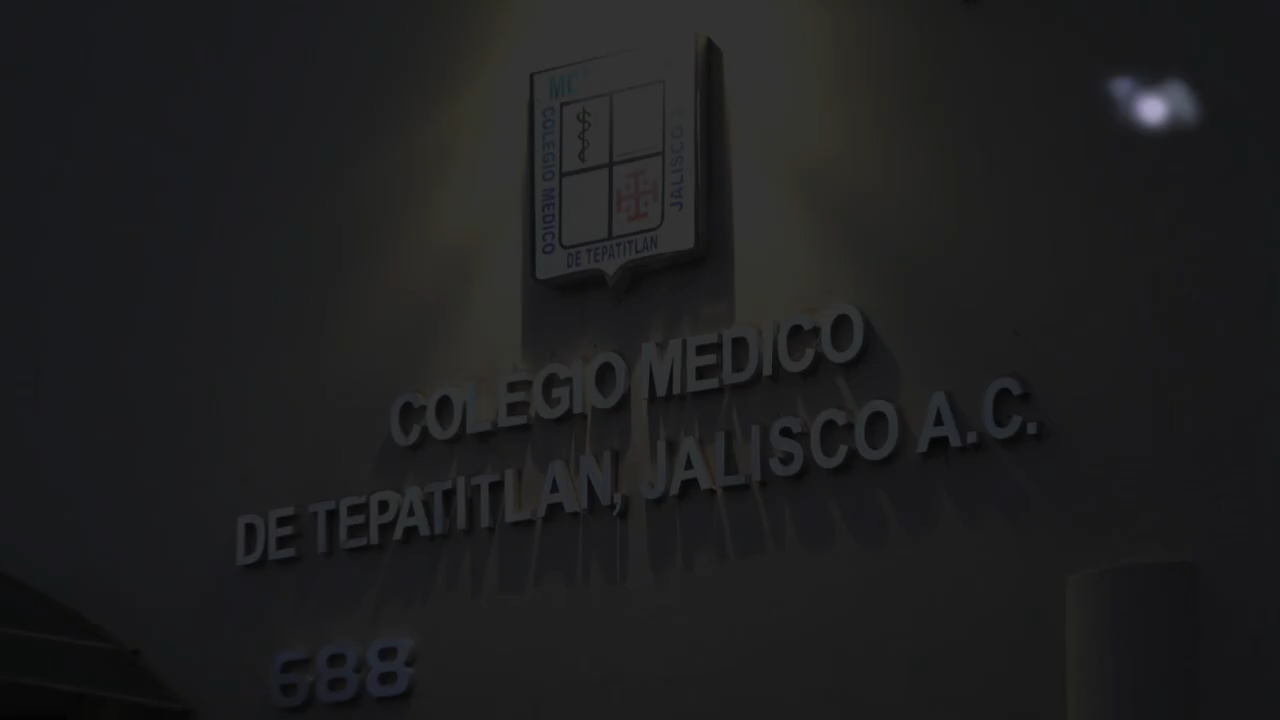 MC
COLEGIO MEDICO
JALISCO
DE TEPATITLAN
COLEGIO MEDICO
DE TEPATITLAN, JALISCO A.C.
688